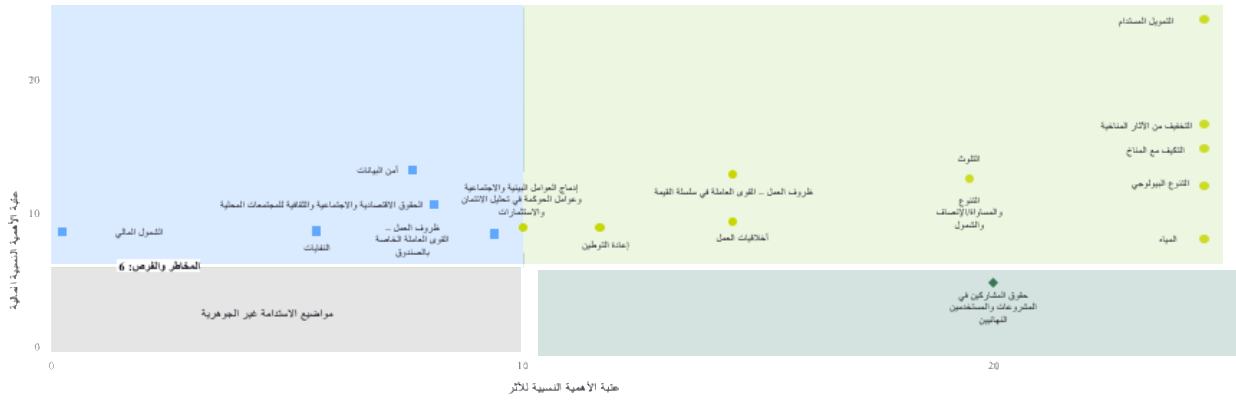 التمويل المستدام
20
التخفيف من الآثار المناخية
التكيف مع المناخ
التلوث
أمن البيانات
ظروف العمل – القوى العاملة في سلسلة القيمة
التنوع البيولوجي
إدماج العوامل البيئية والاجتماعية
وعوامل الحوكمة في تحليل الائتمان
والاستثمارات
الحقوق الاقتصادية والاجتماعية والثقافية للمجتمعات المحلية
التنوع
والمساواة/الإنصاف
والشمول
10
عتبة الأهمية النسبية المالية
الشمول المالي
ظروف العمل –
القوى العاملة الخاصة
بالصندوق
النفايات
إعادة التوطين
أخلاقيات العمل
المياه
المخاطر والفرص: 6
مواضيع الاستدامة غير الجوهرية
حقوق المشاركين في
المشروعات والمستخدمين
النهائيين
0
0
10
20
عتبة الأهمية النسبية للأثر